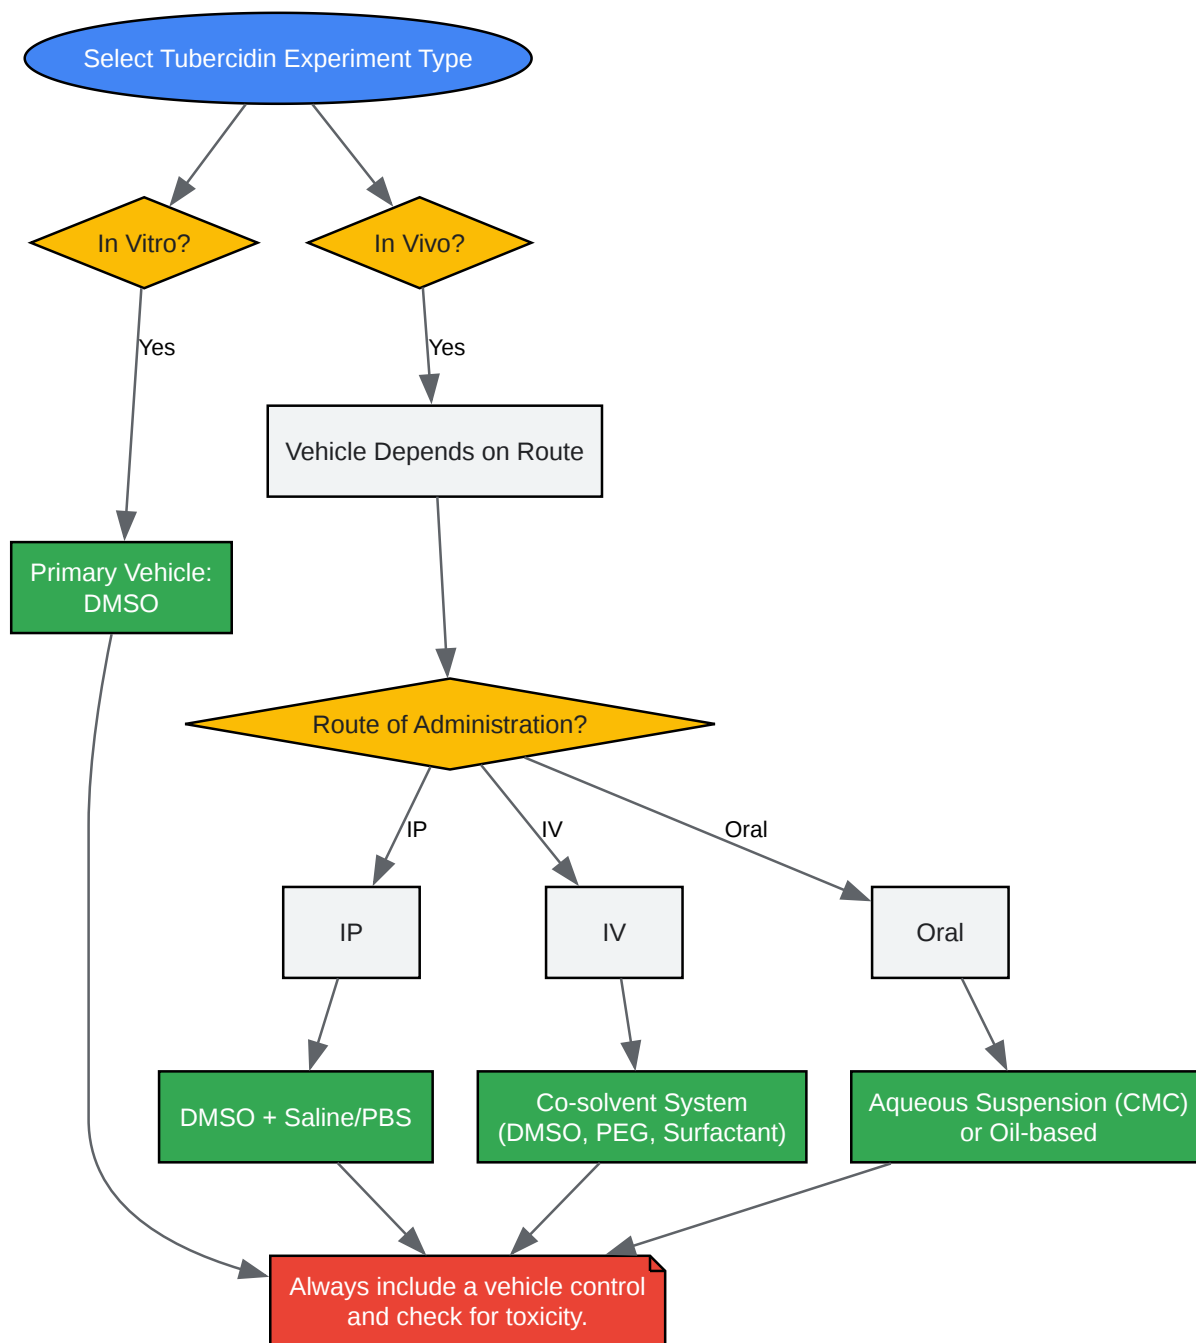 Select Tubercidin Experiment Type
In Vitro?
In Vivo?
Yes
Yes
Vehicle Depends on Route
Primary Vehicle:
DMSO
Route of Administration?
IP
IV
Oral
IP
IV
Oral
DMSO + Saline/PBS
Co-solvent System
(DMSO, PEG, Surfactant)
Aqueous Suspension (CMC)
or Oil-based
Always include a vehicle control
and check for toxicity.